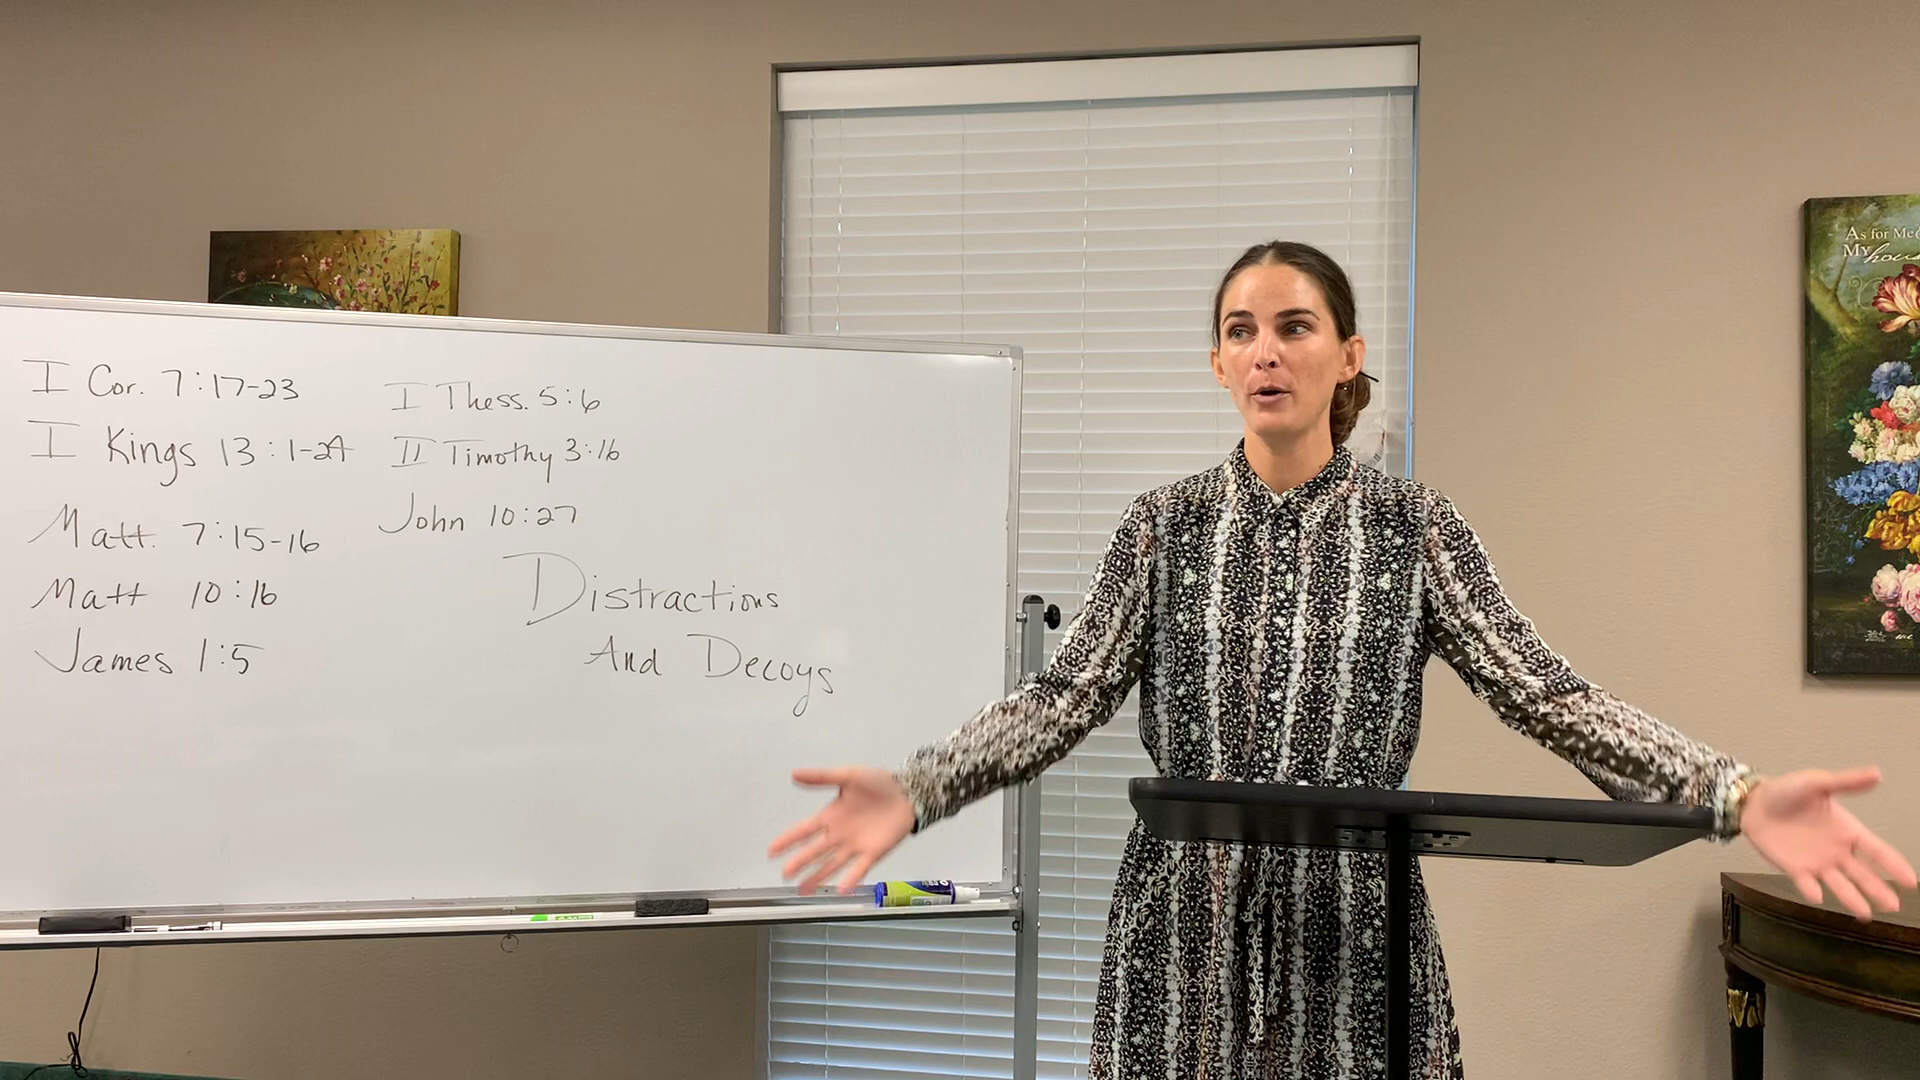 I Cor. 7:17-23
I Kings 13:1-24
Matt. 7:15-16
Matt 10:16
James 1:5
I Thess. 5:6
II Timothy 3:16
John 10:27
Distractions
And Decoys
As for Me
My hous